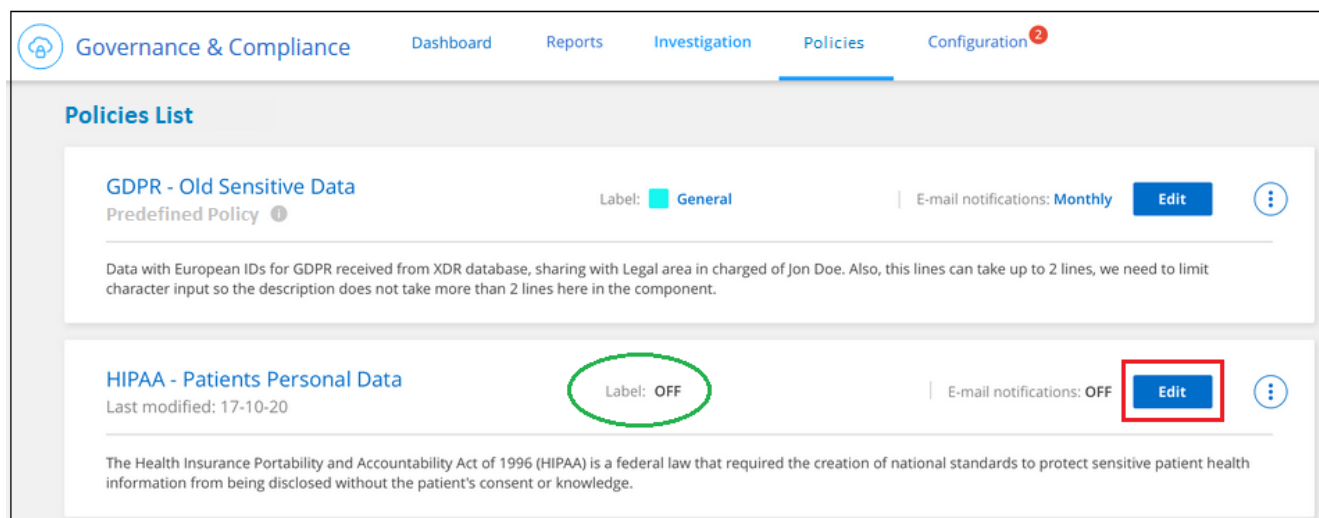 Governance & Compliance Dashboard Reports Investigation Policies Configuration 2
Policies List
GDPR - Old Sensitive Data Label: General E-mail notifications: Monthly Edit
Predefined Policy i
Data with European IDs for GDPR received from XDR database, sharing with Legal area in charged of Jon Doe. Also, this lines can take up to 2 lines, we need to limit
character input so the description does not take more than 2 lines here in the component.
HIPAA - Patients Personal Data Label: OFF E-mail notifications: OFF Edit
Last modified: 17-10-20
The Health Insurance Portability and Accountability Act of 1996 (HIPAA) is a federal law that required the creation of national standards to protect sensitive patient health
information from being disclosed without the patient's consent or knowledge.